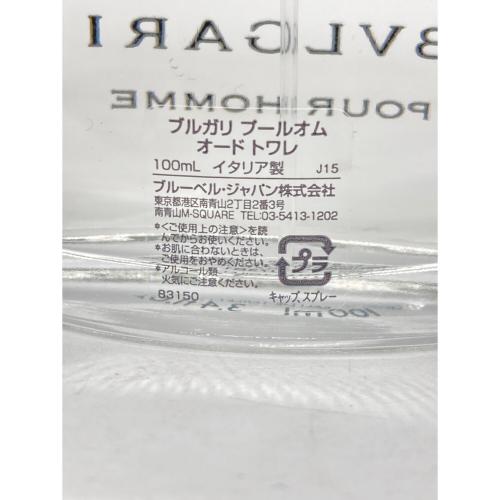 BVLGARI
POUR HOMME
ブルガリ プールオム
オード トワレ
100mL イタリア製 J15
ブルーベル・ジャパン株式会社
東京都港区南青山2丁目2番3号
南青山M-SQUARE TEL:03-5413-1202
*<ご使用上の注意>を読
んでからお使いください。
*お肌に合わないときは、
ご使用をおやめください。
*アルコール類
火気にご注意ください
83150
プラ
キャップ、スプレー
100ml 3.4